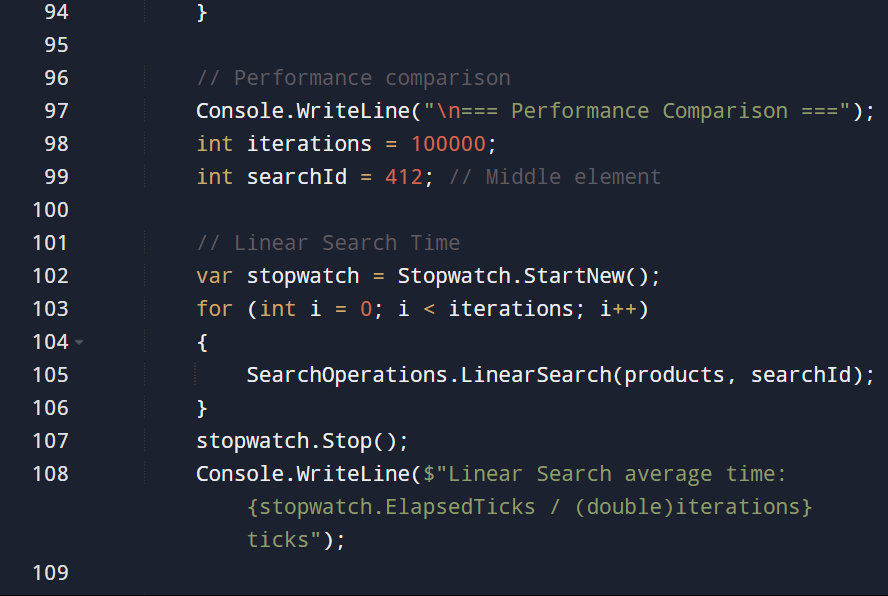 94 }
95
96 // Performance comparison
97 Console.WriteLine("\n=== Performance Comparison ===");
98 int iterations = 100000;
99 int searchId = 412; // Middle element
100
101 // Linear Search Time
102 var stopwatch = Stopwatch.StartNew();
103 for (int i = 0; i < iterations; i++)
104 {
105 SearchOperations.LinearSearch(products, searchId);
106 }
107 stopwatch.Stop();
108 Console.WriteLine($"Linear Search average time:
{stopwatch.ElapsedTicks / (double)iterations}
ticks");
109